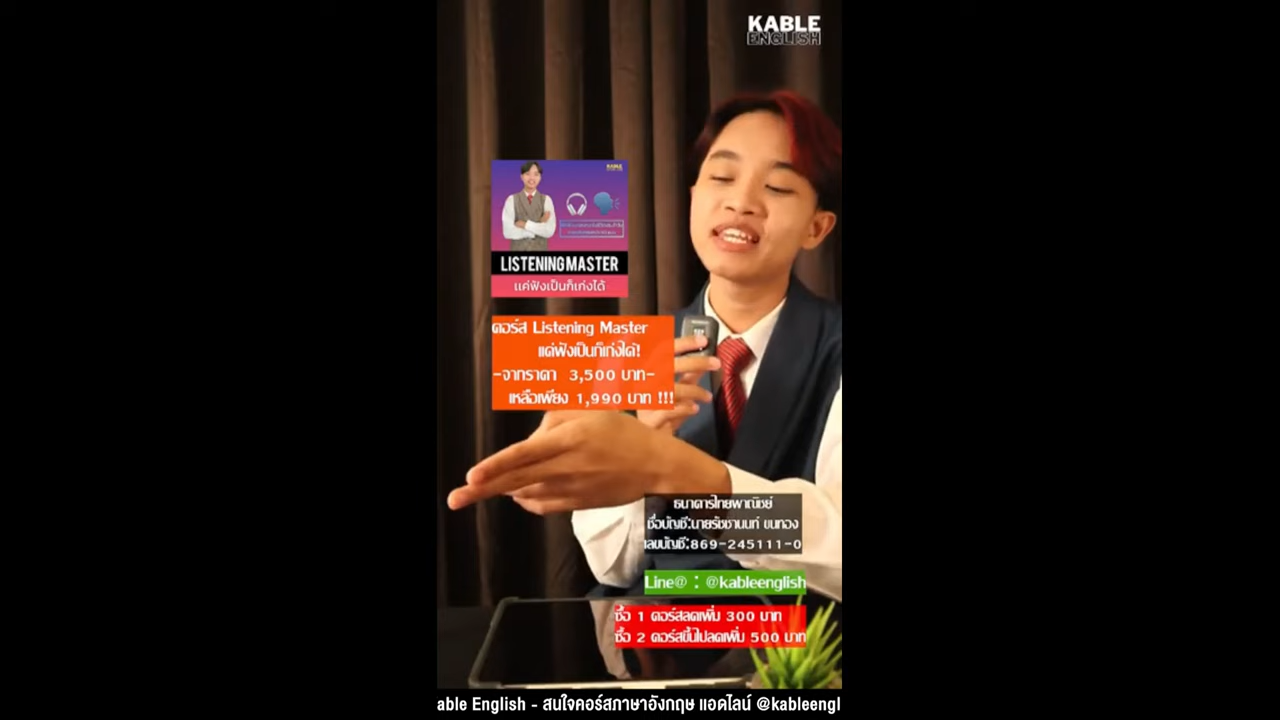 KABLE
ENGLISH
KABLE
LISTENING MASTER
แค่ฟังเป็นก็เก่งได้
คอร์ส Listening Master
แค่ฟังเป็นก็เก่งได้!
-จากราคา 3,500 บาท-
เหลือเพียง 1,990 บาท !!!
ธนาคารไทยพาณิชย์
ชื่อบัญชี:นายรัชชานนท์ ขนทอง
เลขบัญชี:869-245111-0
Line@ : @kableenglish
ซื้อ 1 คอร์สลดเพิ่ม 300 บาท
ซื้อ 2 คอร์สขึ้นไปลดเพิ่ม 500 บาท
able English - สนใจคอร์สภาษาอังกฤษ แอดไลน์ @kableengl